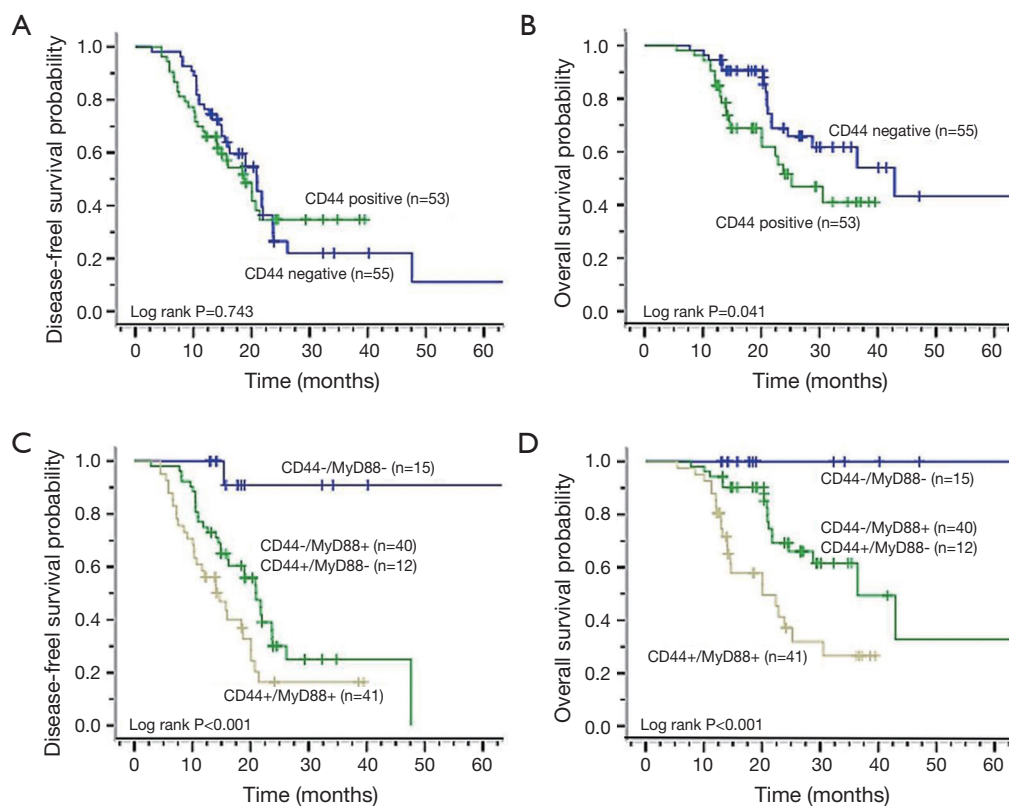 A
Disease-freel survival probability
1.0
0.8
0.6
0.4
0.2
0.0
CD44 positive (n=53)
CD44 negative (n=55)
Log rank P=0.743
0 10 20 30 40 50 60
Time (months)
B
Overall survival probability
1.0
0.8
0.6
0.4
0.2
0.0
CD44 negative (n=55)
CD44 positive (n=53)
Log rank P=0.041
0 10 20 30 40 50 60
Time (months)
C
Disease-freel survival probability
1.0
0.8
0.6
0.4
0.2
0.0
CD44-/MyD88- (n=15)
CD44-/MyD88+ (n=40)
CD44+/MyD88- (n=12)
CD44+/MyD88+ (n=41)
Log rank P<0.001
0 10 20 30 40 50 60
Time (months)
D
Overall survival probability
1.0
0.8
0.6
0.4
0.2
0.0
CD44-/MyD88- (n=15)
CD44-/MyD88+ (n=40)
CD44+/MyD88- (n=12)
CD44+/MyD88+ (n=41)
Log rank P<0.001
0 10 20 30 40 50 60
Time (months)